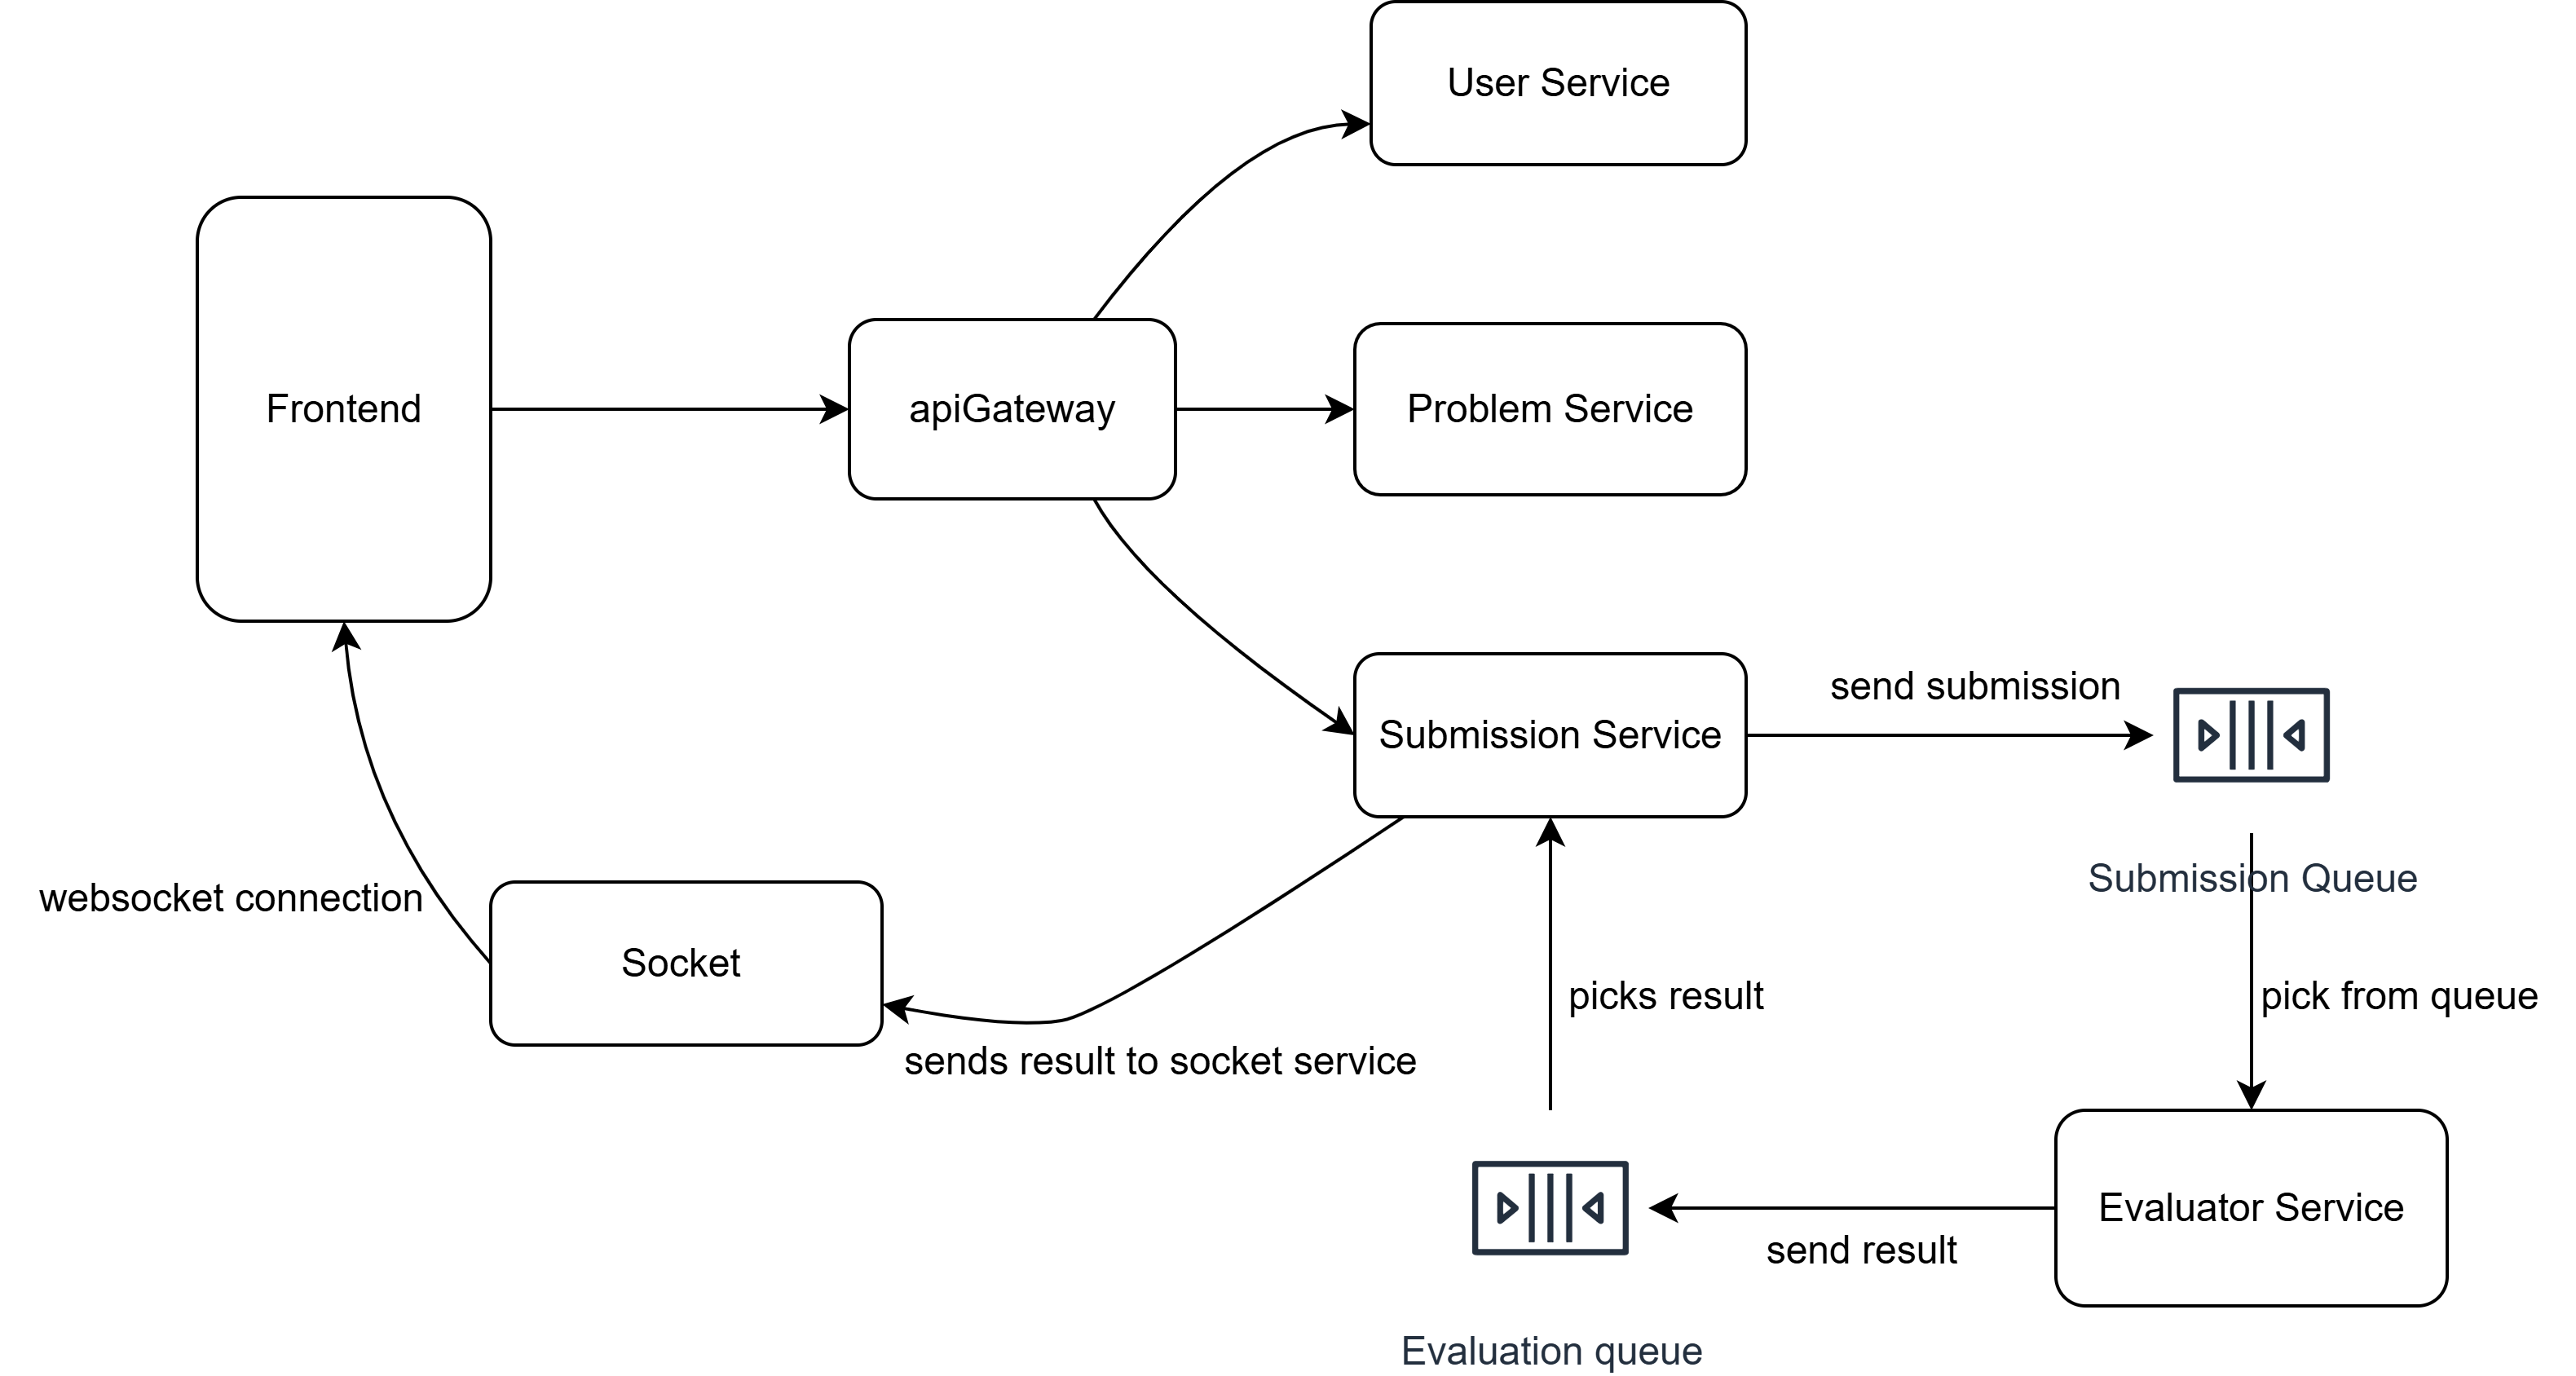 User Service
Frontend
apiGateway
Problem Service
Submission Service
send submission
Submission Queue
websocket connection
Socket
picks result
pick from queue
sends result to socket service
Evaluator Service
send result
Evaluation queue